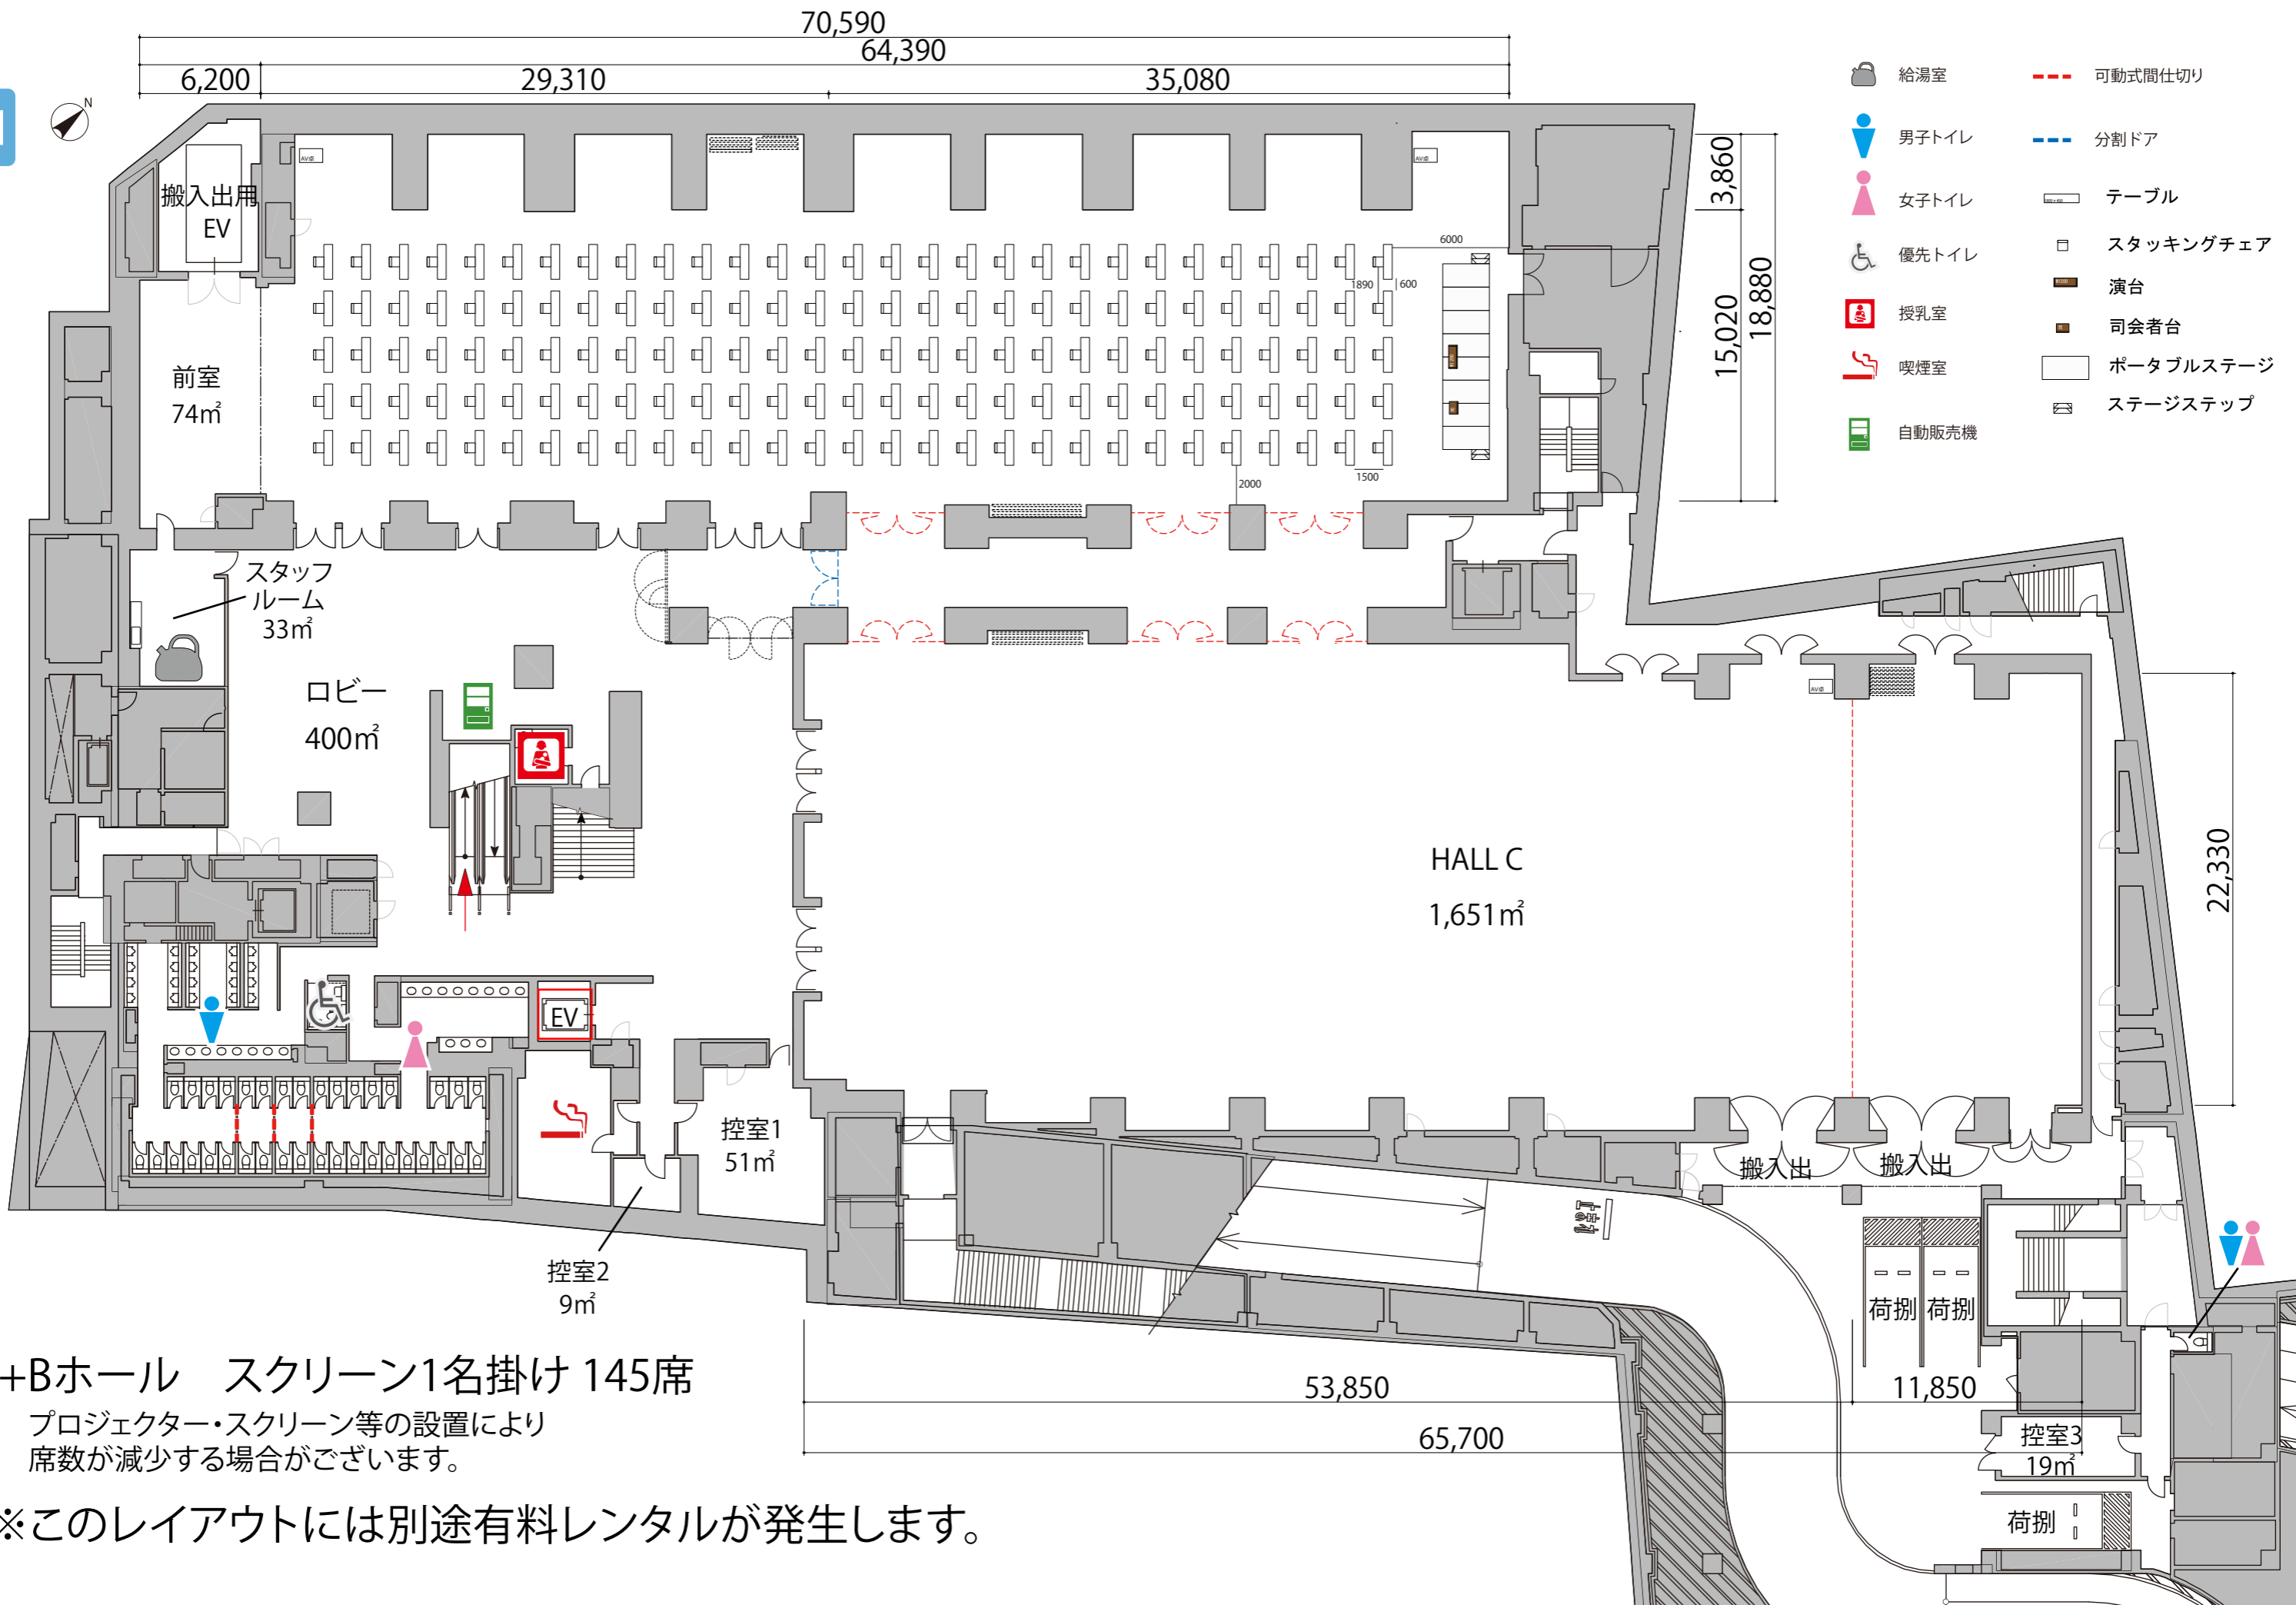 70,590
64,390
6,200
29,310
35,080
N
給湯室
可動式間仕切り
男子トイレ
分割ドア
女子トイレ
テーブル
優先トイレ
スタッキングチェア
演台
授乳室
司会者台
喫煙室
ポータブルステージ
ステージステップ
自動販売機
AV卓
AV卓
3,860
15,020
18,880
搬入出用
EV
6000
1890
600
1500
2000
前室
74㎡
スタッフ
ルーム
33㎡
ロビー
400㎡
AV卓
HALL C
1,651㎡
22,330
EV
控室1
51㎡
控室2
9㎡
搬入出
搬入出
荷捌
荷捌
53,850
11,850
65,700
控室3
19㎡
荷捌
+Bホール スクリーン1名掛け 145席
プロジェクター・スクリーン等の設置により
席数が減少する場合がございます。
※このレイアウトには別途有料レンタルが発生します。